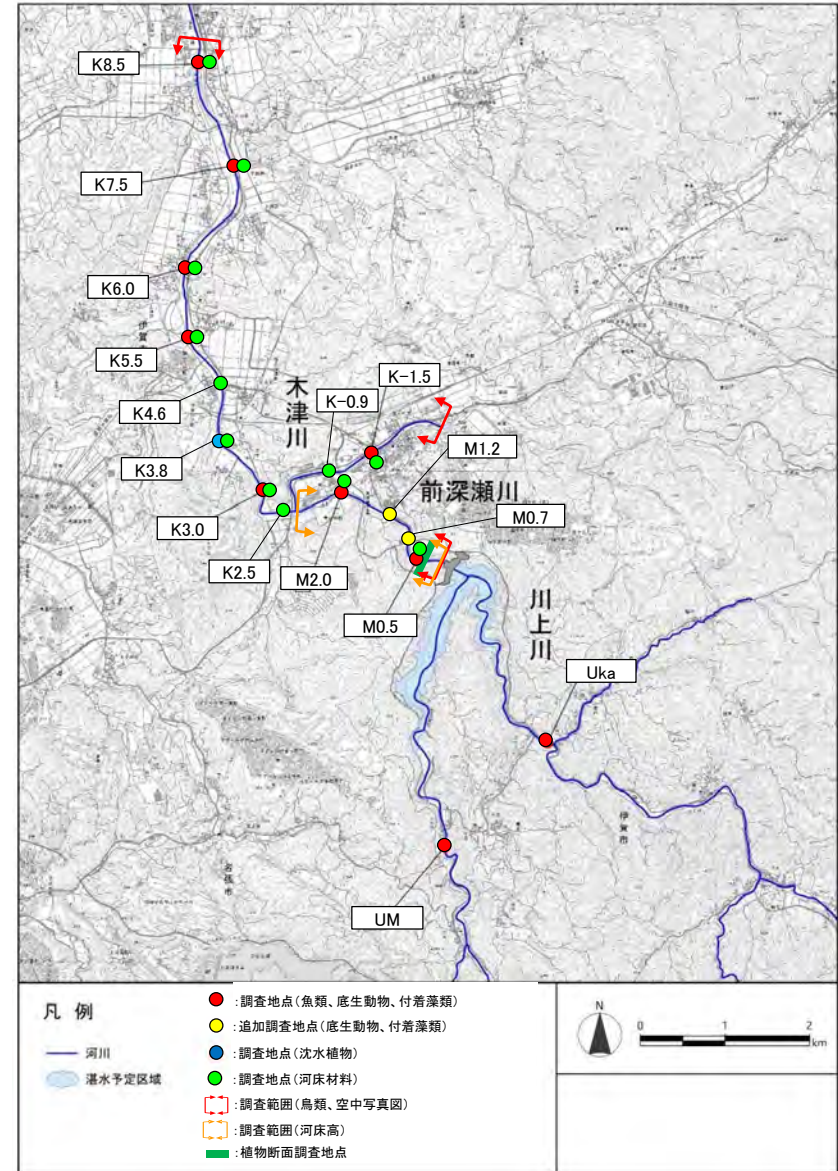 K8.5
K7.5
K6.0
K5.5
K4.6
K3.8
K3.0
K2.5
木津川
K-0.9
K-1.5
M1.2
前深瀬川
M0.7
M2.0
M0.5
川上川
Uka
UM
伊賀市
名張市
凡 例
河川
湛水予定区域
:調査地点(魚類、底生動物、付着藻類)
:追加調査地点(底生動物、付着藻類)
:調査地点(沈水植物)
:調査地点(河床材料)
:調査範囲(鳥類、空中写真図)
:調査範囲(河床高)
:植物断面調査地点
N
0 1 2
km